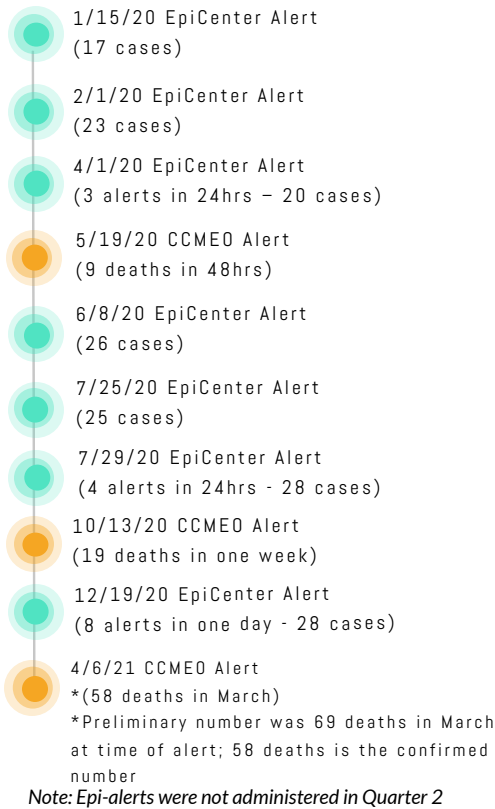 1/15/20 EpiCenter Alert
(17 cases)
2/1/20 EpiCenter Alert
(23 cases)
4/1/20 EpiCenter Alert
(3 alerts in 24hrs – 20 cases)
5/19/20 CCMEO Alert
(9 deaths in 48hrs)
6/8/20 EpiCenter Alert
(26 cases)
7/25/20 EpiCenter Alert
(25 cases)
7/29/20 EpiCenter Alert
(4 alerts in 24hrs - 28 cases)
10/13/20 CCMEO Alert
(19 deaths in one week)
12/19/20 EpiCenter Alert
(8 alerts in one day - 28 cases)
4/6/21 CCMEO Alert
*(58 deaths in March)
*Preliminary number was 69 deaths in March
at time of alert; 58 deaths is the confirmed
number
Note: Epi-alerts were not administered in Quarter 2